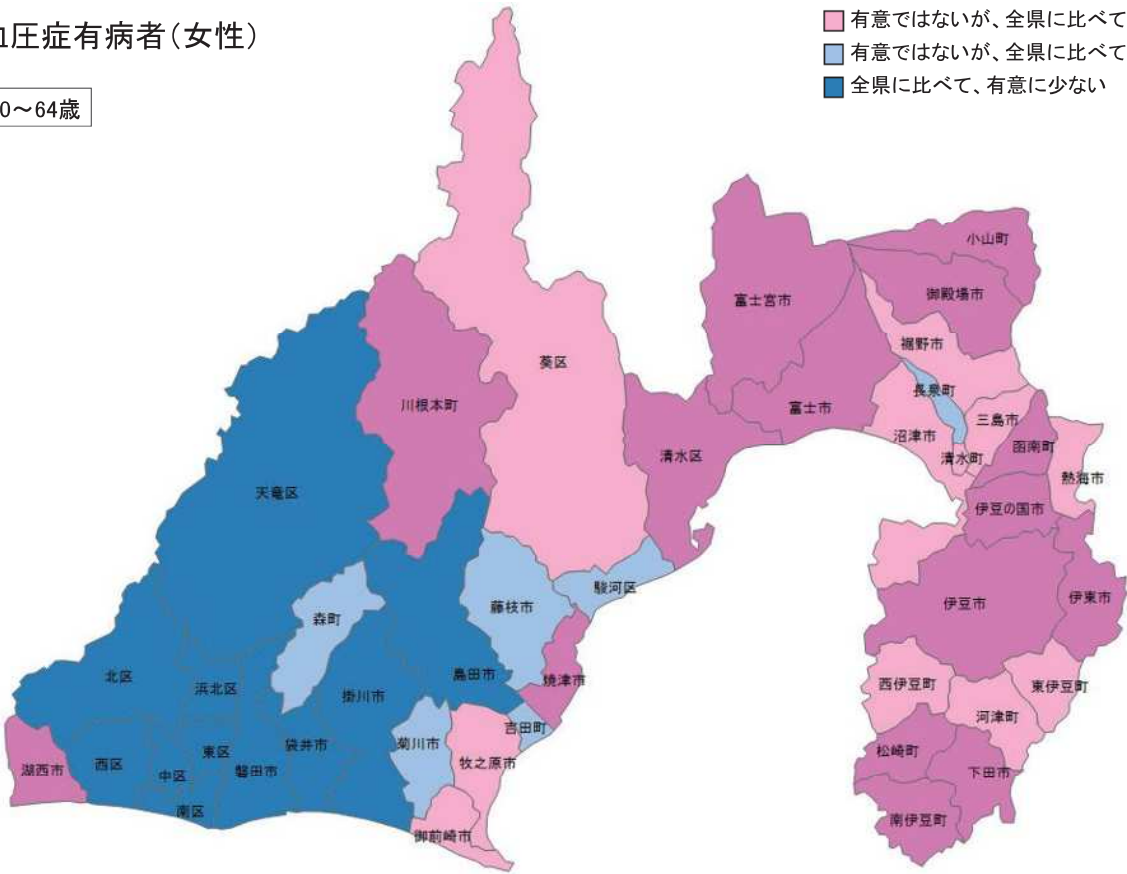 圧症有病者(女性)
0～64歳
有意ではないが、全県に比べて
有意ではないが、全県に比べて
全県に比べて、有意に少ない
小山町
御殿場市
富士宮市
裾野市
葵区
長泉町
川根本町
富士市
三島市
沼津市
函南町
清水区
清水町
熱海市
天竜区
伊豆の国市
駿河区
伊豆市
伊東市
藤枝市
森町
北区
島田市
焼津市
西伊豆町
東伊豆町
浜北区
掛川市
河津町
吉田町
菊川市
袋井市
東区
松崎町
西区
牧之原市
湖西市
中区
磐田市
下田市
南区
南伊豆町
御前崎市